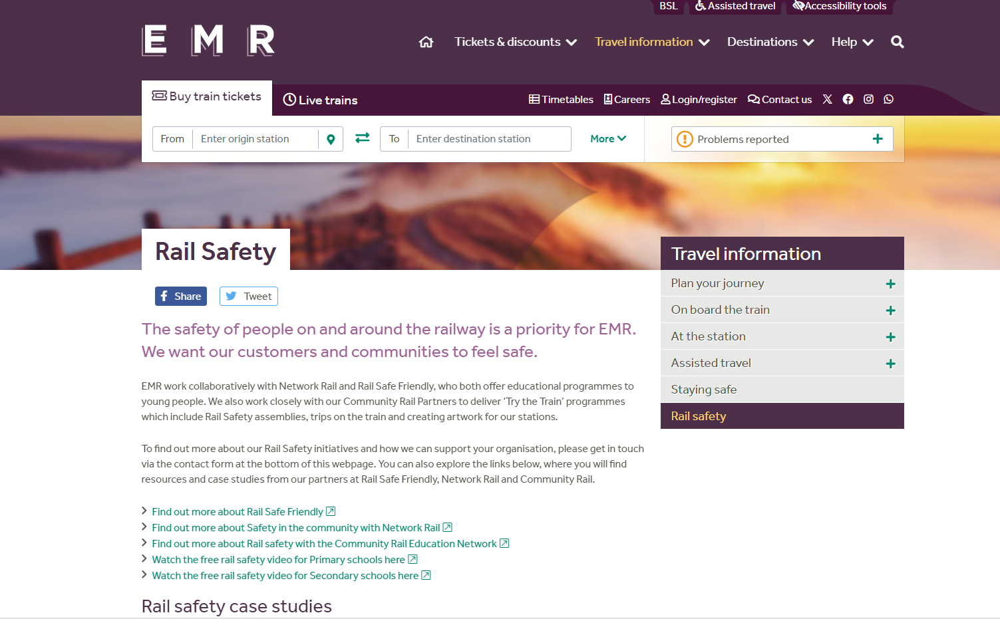 BSL
Assisted travel
Accessibility tools
EMR
Tickets & discounts
Travel information
Destinations
Help
Buy train tickets
Live trains
Timetables
Careers
Login/register
Contact us
From
Enter origin station
To
Enter destination station
More
Problems reported
Rail Safety
Share
Tweet
The safety of people on and around the railway is a priority for EMR.
We want our customers and communities to feel safe.
EMR work collaboratively with Network Rail and Rail Safe Friendly, who both offer educational programmes to
young people. We also work closely with our Community Rail Partners to deliver ‘Try the Train’ programmes
which include Rail Safety assemblies, trips on the train and creating artwork for our stations.
To find out more about our Rail Safety initiatives and how we can support your organisation, please get in touch
via the contact form at the bottom of this webpage. You can also explore the links below, where you will find
resources and case studies from our partners at Rail Safe Friendly, Network Rail and Community Rail.
Find out more about Rail Safe Friendly
Find out more about Safety in the community with Network Rail
Find out more about Rail safety with the Community Rail Education Network
Watch the free rail safety video for Primary schools here
Watch the free rail safety video for Secondary schools here
Rail safety case studies
Travel information
Plan your journey
On board the train
At the station
Assisted travel
Staying safe
Rail safety